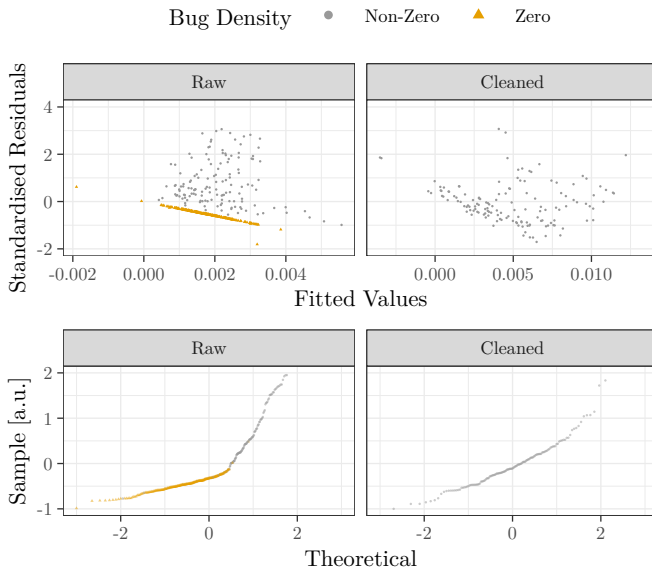 Bug Density Non-Zero Zero
Raw Cleaned
Standardised Residuals
4
2
0
-2
-0.002 0.000 0.002 0.004 0.000 0.005 0.010
Fitted Values
Raw Cleaned
Sample [a.u.]
2
1
0
-1
-2 0 2 -2 0 2
Theoretical